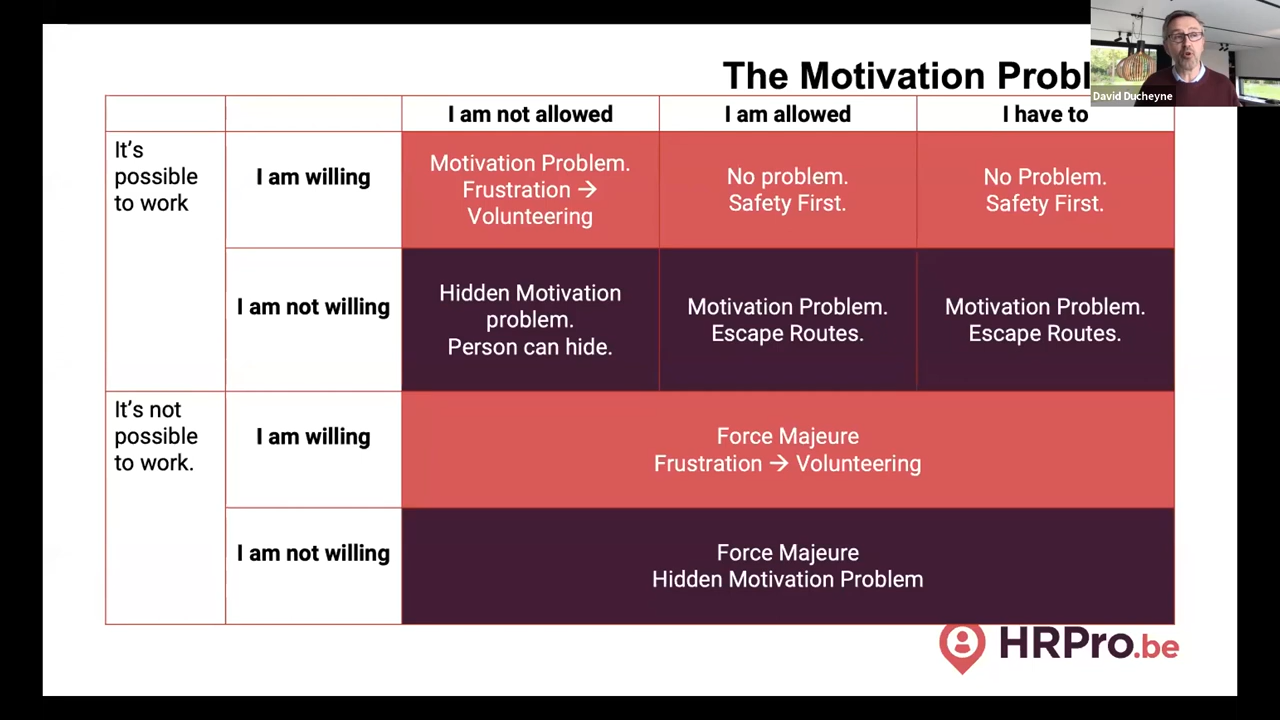 The Motivation Probl
David Ducheyne
I am not allowed
I am allowed
I have to
It's
possible
to work
I am willing
Motivation Problem.
Frustration →
Volunteering
No problem.
Safety First.
No Problem.
Safety First.
I am not willing
Hidden Motivation
problem.
Person can hide.
Motivation Problem.
Escape Routes.
Motivation Problem.
Escape Routes.
It's not
possible
to work.
I am willing
Force Majeure
Frustration → Volunteering
I am not willing
Force Majeure
Hidden Motivation Problem
HRPro.be